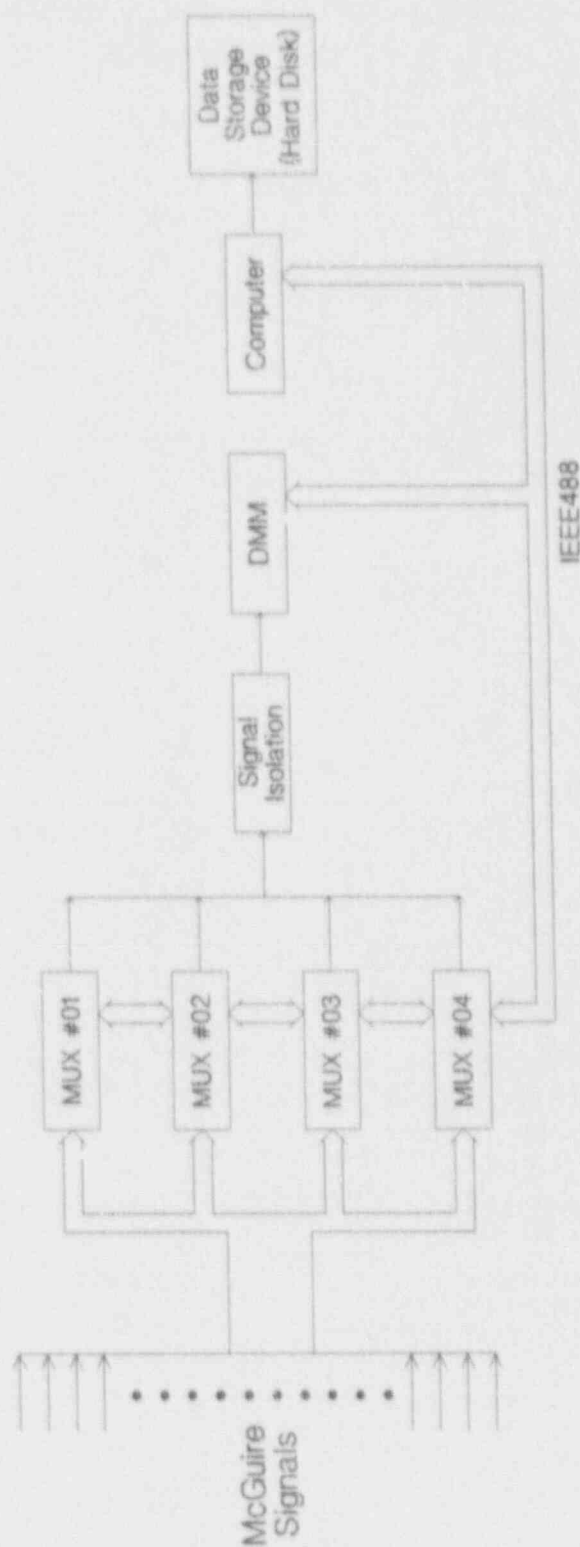 McGuire
Signals
MUX #01
MUX #02
MUX #03
MUX #04
Signal
Isolation
DMM
Computer
Data
Storage
Device
(Hard Disk)
IEEE488